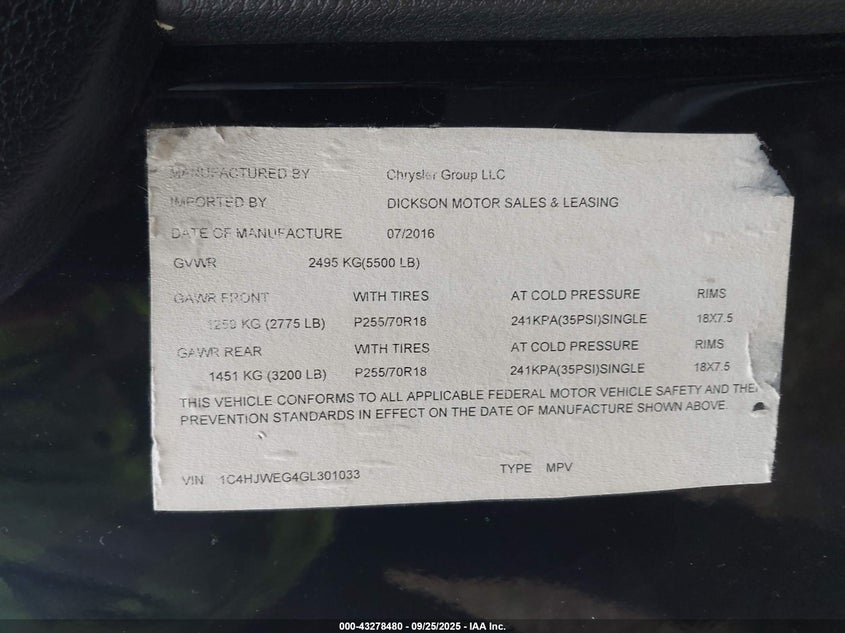 MANUFACTURED BY Chrysler Group LLC
IMPORTED BY DICKSON MOTOR SALES & LEASING
DATE OF MANUFACTURE 07/2016
GVWR 2495 KG(5500 LB)
GAWR FRONT WITH TIRES AT COLD PRESSURE RIMS
1259 KG (2775 LB) P255/70R18 241KPA(35PSI)SINGLE 18X7.5
GAWR REAR WITH TIRES AT COLD PRESSURE RIMS
1451 KG (3200 LB) P255/70R18 241KPA(35PSI)SINGLE 18X7.5
THIS VEHICLE CONFORMS TO ALL APPLICABLE FEDERAL MOTOR VEHICLE SAFETY AND THE
PREVENTION STANDARDS IN EFFECT ON THE DATE OF MANUFACTURE SHOWN ABOVE.
VIN 1C4HJWEG4GL301033 TYPE MPV
000-43278480 - 09/25/2025 - IAA Inc.